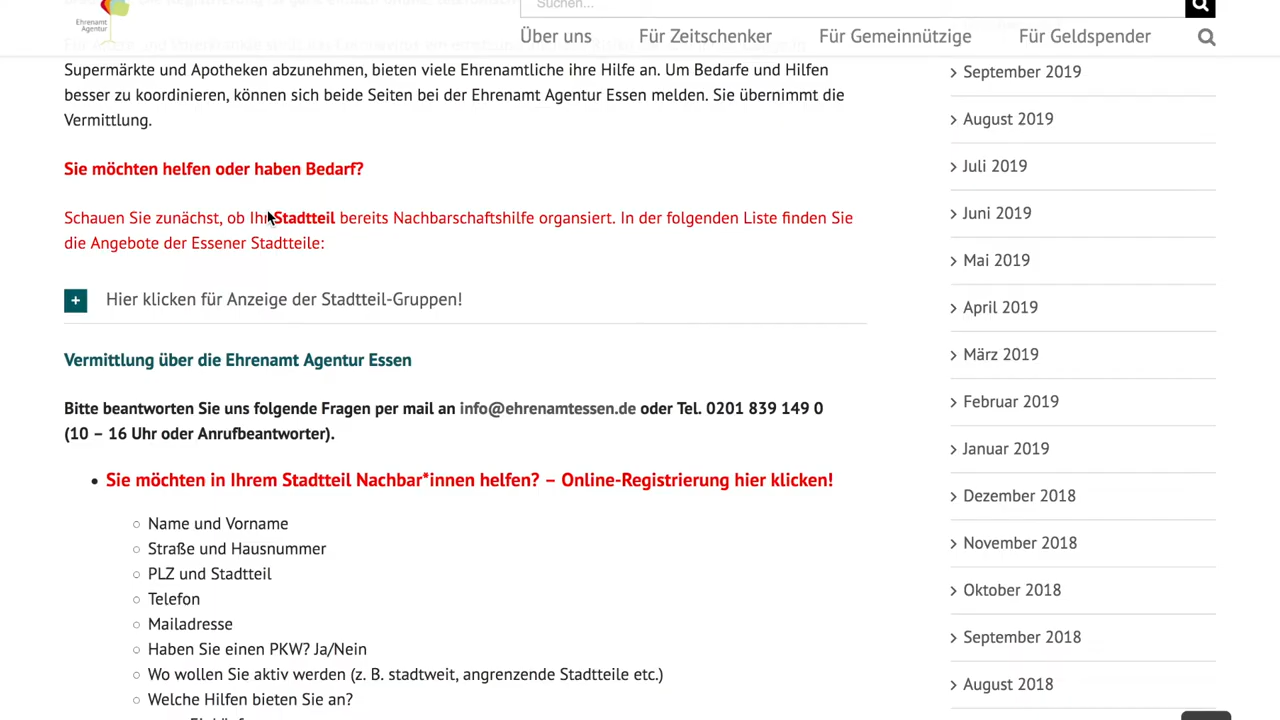 Suchen...
Ehrenamt
Agentur
Über uns
Für Zeitschenker
Für Gemeinnützige
Für Geldspender
Supermärkte und Apotheken abzunehmen, bieten viele Ehrenamtliche ihre Hilfe an. Um Bedarfe und Hilfen
besser zu koordinieren, können sich beide Seiten bei der Ehrenamt Agentur Essen melden. Sie übernimmt die
Vermittlung.
Sie möchten helfen oder haben Bedarf?
Schauen Sie zunächst, ob Ihr Stadtteil bereits Nachbarschaftshilfe organsiert. In der folgenden Liste finden Sie
die Angebote der Essener Stadtteile:
+ Hier klicken für Anzeige der Stadtteil-Gruppen!
Vermittlung über die Ehrenamt Agentur Essen
Bitte beantworten Sie uns folgende Fragen per mail an info@ehrenamtessen.de oder Tel. 0201 839 149 0
(10 – 16 Uhr oder Anrufbeantworter).
• Sie möchten in Ihrem Stadtteil Nachbar*innen helfen? – Online-Registrierung hier klicken!
○ Name und Vorname
○ Straße und Hausnummer
○ PLZ und Stadtteil
○ Telefon
○ Mailadresse
○ Haben Sie einen PKW? Ja/Nein
○ Wo wollen Sie aktiv werden (z. B. stadtweit, angrenzende Stadtteile etc.)
○ Welche Hilfen bieten Sie an?
> September 2019
> August 2019
> Juli 2019
> Juni 2019
> Mai 2019
> April 2019
> März 2019
> Februar 2019
> Januar 2019
> Dezember 2018
> November 2018
> Oktober 2018
> September 2018
> August 2018